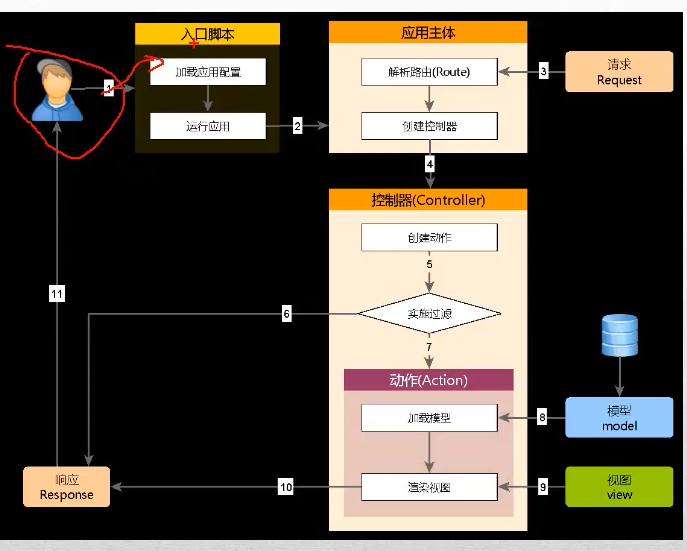 入口脚本
加载应用配置
运行应用
应用主体
解析路由(Route)
创建控制器
请求
Request
1
2
3
4
控制器(Controller)
创建动作
5
实施过滤
6
7
动作(Action)
加载模型
8
模型
model
渲染视图
9
视图
view
10
响应
Response
11